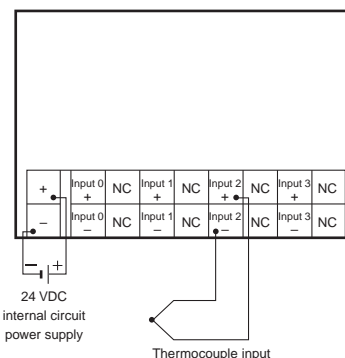 + Input 0 + NC Input 1 + NC Input 2 + NC Input 3 + NC
– Input 0 – NC Input 1 – NC Input 2 – NC Input 3 – NC
– +
24 VDC
internal circuit
power supply
Thermocouple input